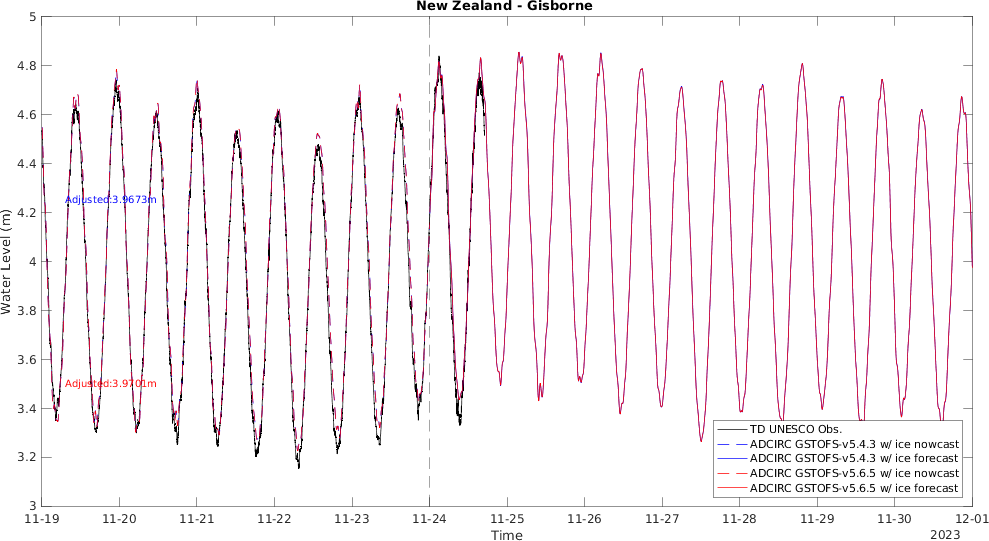 New Zealand - Gisborne
5
4.8
4.6
4.4
4.2
4
3.8
3.6
3.4
3.2
3
Water Level (m)
Adjusted:3.9673m
Adjusted:3.9701m
TD UNESCO Obs.
ADCIRC GSTOFS-v5.4.3 w/ ice nowcast
ADCIRC GSTOFS-v5.4.3 w/ ice forecast
ADCIRC GSTOFS-v5.6.5 w/ ice nowcast
ADCIRC GSTOFS-v5.6.5 w/ ice forecast
11-19 11-20 11-21 11-22 11-23 11-24 11-25 11-26 11-27 11-28 11-29 11-30 12-01
Time
2023